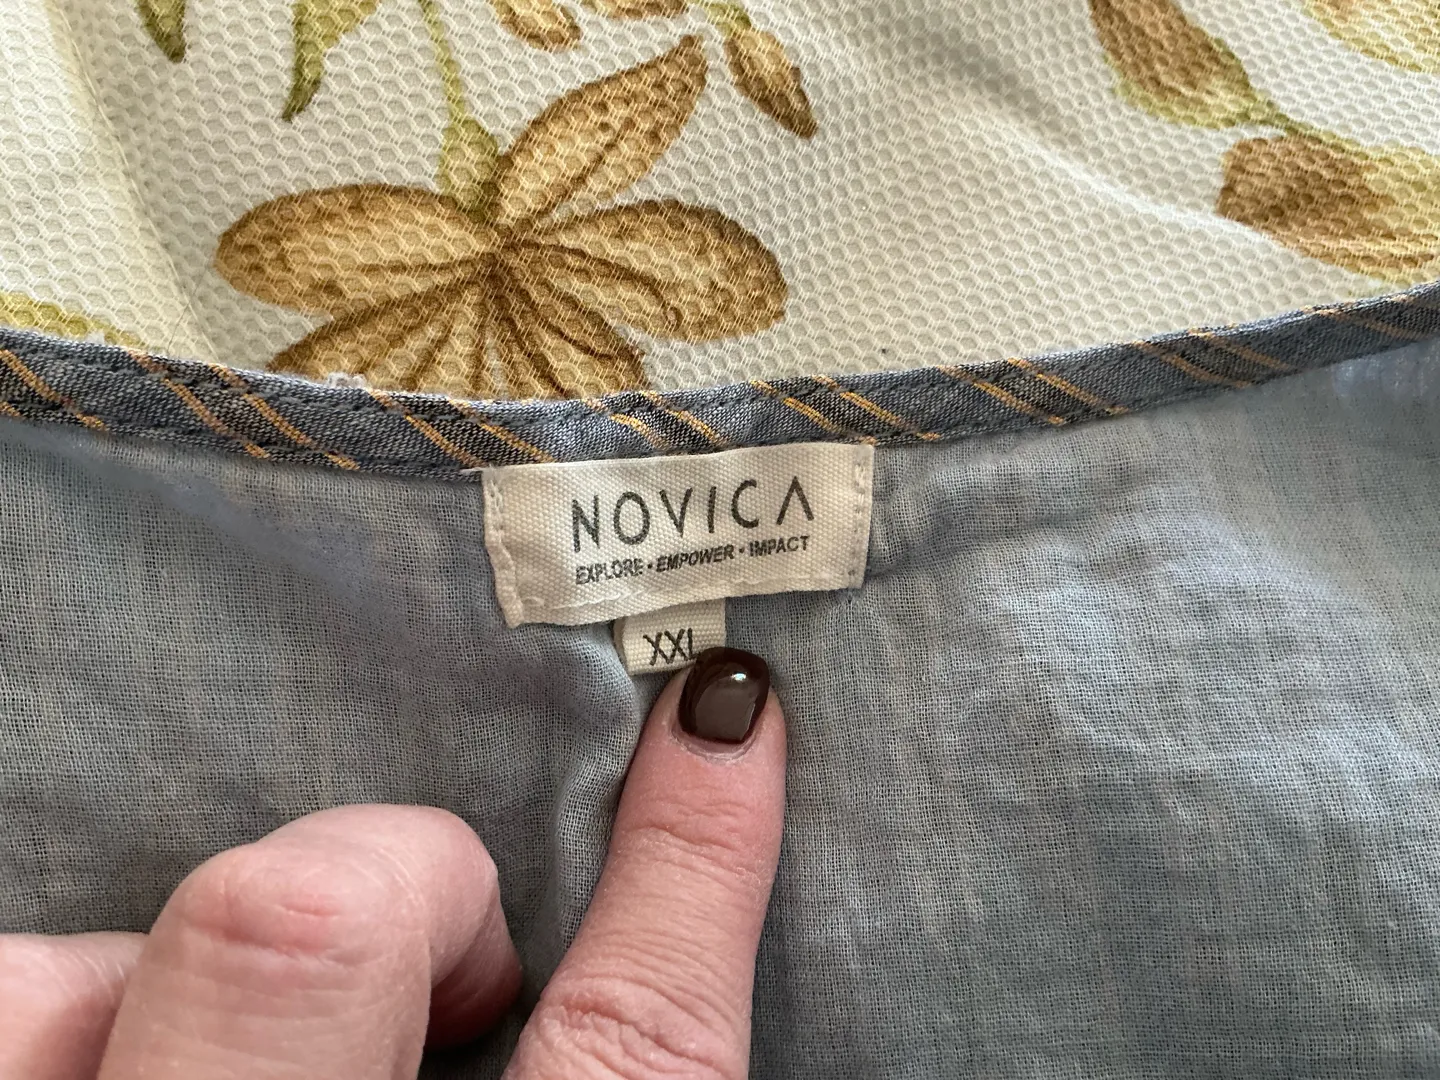 NOVICA
EXPLORE • EMPOWER • IMPACT
XXL